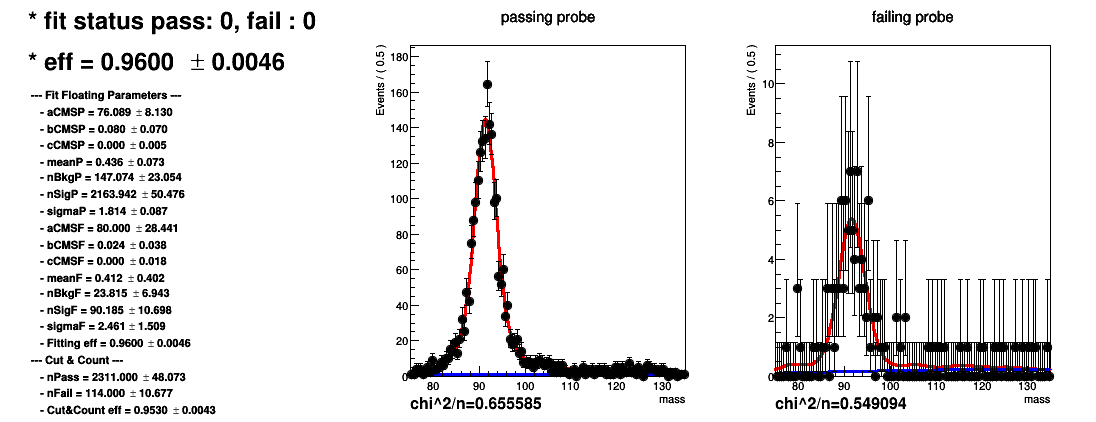 * fit status pass: 0, fail : 0
* eff = 0.9600 ± 0.0046
--- Fit Floating Parameters ---
- aCMSP = 76.089 ± 8.130
- bCMSP = 0.080 ± 0.070
- cCMSP = 0.000 ± 0.005
- meanP = 0.436 ± 0.073
- nBkgP = 147.074 ± 23.054
- nSigP = 2163.942 ± 50.476
- sigmaP = 1.814 ± 0.087
- aCMSF = 80.000 ± 28.441
- bCMSF = 0.024 ± 0.038
- cCMSF = 0.000 ± 0.018
- meanF = 0.412 ± 0.402
- nBkgF = 23.815 ± 6.943
- nSigF = 90.185 ± 10.698
- sigmaF = 2.461 ± 1.509
- Fitting eff = 0.9600 ± 0.0046
--- Cut & Count ---
- nPass = 2311.000 ± 48.073
- nFail = 114.000 ± 10.677
- Cut&Count eff = 0.9530 ± 0.0043
passing probe
Events / ( 0.5 )
180
160
140
120
100
80
60
40
20
0
80 90 100 110 120 130
mass
chi^2/n=0.655585
failing probe
Events / ( 0.5 )
10
8
6
4
2
0
80 90 100 110 120 130
mass
chi^2/n=0.549094